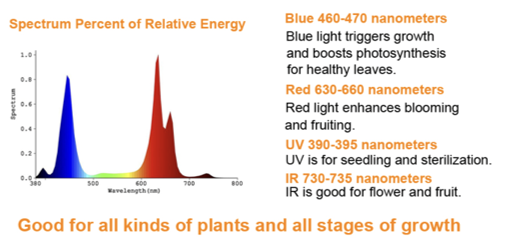 Spectrum Percent of Relative Energy
1.0
0.8
0.6
0.4
0.2
0.0
Spectrum
380 500 600 700 800
Wavelength(nm)
Blue 460-470 nanometers
Blue light triggers growth
and boosts photosynthesis
for healthy leaves.
Red 630-660 nanometers
Red light enhances blooming
and fruiting.
UV 390-395 nanometers
UV is for seedling and sterilization.
IR 730-735 nanometers
IR is good for flower and fruit.
Good for all kinds of plants and all stages of growth